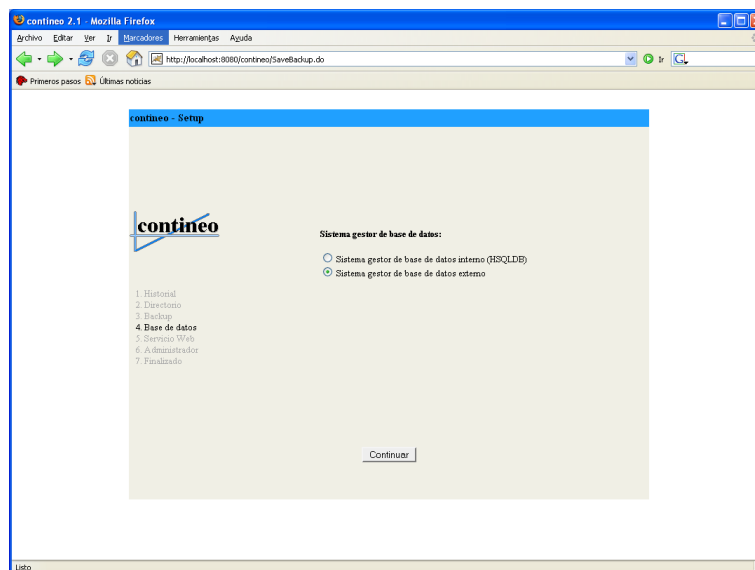 contineo 2.1 - Mozilla Firefox
Archivo Editar Ver Ir Marcadores Herramientas Ayuda
http://localhost:8080/contineo/SaveBackup.do
Ir
G
Primeros pasos Últimas noticias
contineo - Setup
contineo
Sistema gestor de base de datos:
Sistema gestor de base de datos interno (HSQLDB)
Sistema gestor de base de datos externo
1. Historial
2. Directorio
3. Backup
4. Base de datos
5. Servicio Web
6. Administrador
7. Finalizado
Continuar
Listo